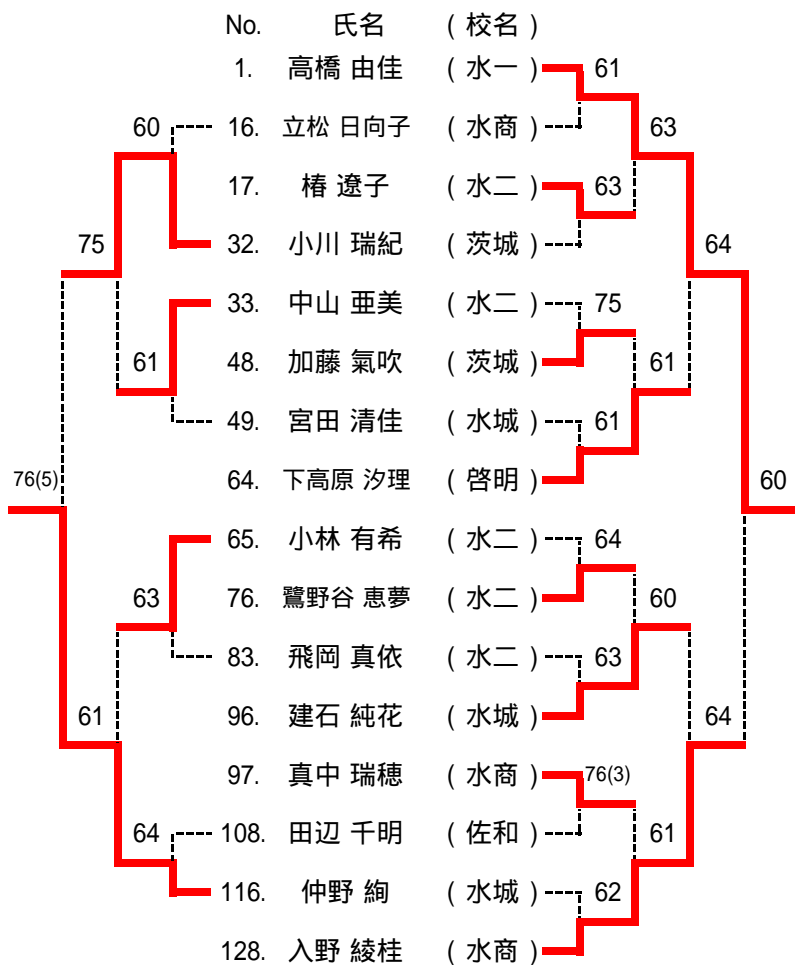 No. 氏名 (校名)
1. 高橋 由佳 (水一) 61
60 16. 立松 日向子 (水商) 63
17. 椿 遼子 (水二) 63
75 32. 小川 瑞紀 (茨城) 64
33. 中山 亜美 (水二) 75
61 48. 加藤 氣吹 (茨城) 61
49. 宮田 清佳 (水城) 61
76(5) 64. 下高原 汐理 (啓明) 60
65. 小林 有希 (水二) 64
63 76. 鷺野谷 恵夢 (水二) 60
83. 飛岡 真依 (水二) 63
61 96. 建石 純花 (水城) 64
97. 真中 瑞穂 (水商) 76(3)
64 108. 田辺 千明 (佐和) 61
116. 仲野 絢 (水城) 62
128. 入野 綾桂 (水商)